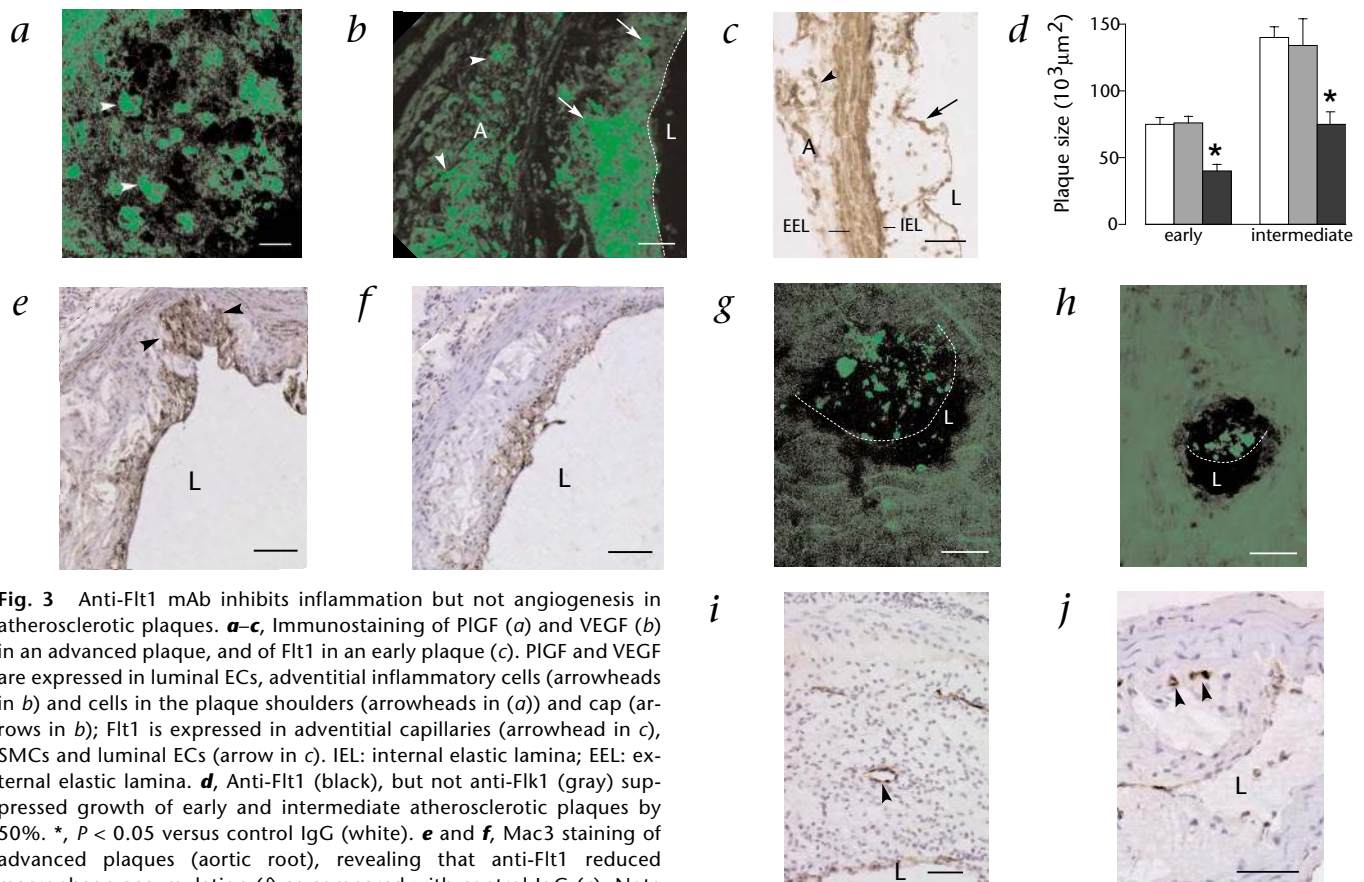 a
b
c
d
A
L
A
L
EEL
IEL
Plaque size (10³µm²)
150
100
50
0
*
*
early
intermediate
e
f
g
h
L
L
L
L
Fig. 3 Anti-Flt1 mAb inhibits inflammation but not angiogenesis in
atherosclerotic plaques. a–c, Immunostaining of PlGF (a) and VEGF (b)
in an advanced plaque, and of Flt1 in an early plaque (c). PlGF and VEGF
are expressed in luminal ECs, adventitial inflammatory cells (arrowheads
in b) and cells in the plaque shoulders (arrowheads in (a)) and cap (ar-
rows in b); Flt1 is expressed in adventitial capillaries (arrowhead in c),
SMCs and luminal ECs (arrow in c). IEL: internal elastic lamina; EEL: ex-
ternal elastic lamina. d, Anti-Flt1 (black), but not anti-Flk1 (gray) sup-
pressed growth of early and intermediate atherosclerotic plaques by
50%. *, P < 0.05 versus control IgG (white). e and f, Mac3 staining of
advanced plaques (aortic root), revealing that anti-Flt1 reduced
i
j
L
L